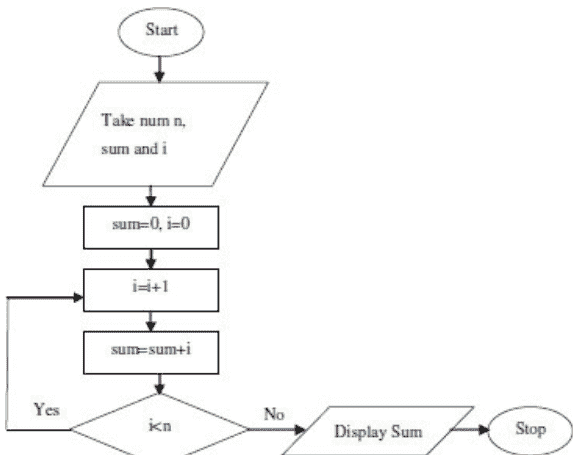 Start
Take num n,
sum and i
sum=0, i=0
i=i+1
sum=sum+i
i<n
Yes
No
Display Sum
Stop